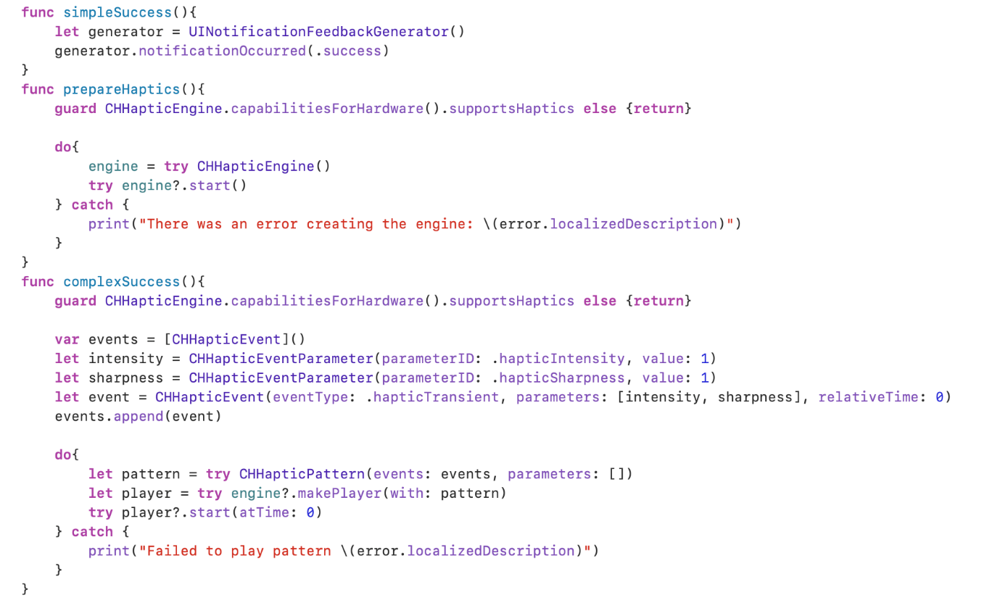 func simpleSuccess(){
    let generator = UINotificationFeedbackGenerator()
    generator.notificationOccurred(.success)
}
func prepareHaptics(){
    guard CHHapticEngine.capabilitiesForHardware().supportsHaptics else {return}

    do{
        engine = try CHHapticEngine()
        try engine?.start()
    } catch {
        print("There was an error creating the engine: \(error.localizedDescription)")
    }
}
func complexSuccess(){
    guard CHHapticEngine.capabilitiesForHardware().supportsHaptics else {return}

    var events = [CHHapticEvent]()
    let intensity = CHHapticEventParameter(parameterID: .hapticIntensity, value: 1)
    let sharpness = CHHapticEventParameter(parameterID: .hapticSharpness, value: 1)
    let event = CHHapticEvent(eventType: .hapticTransient, parameters: [intensity, sharpness], relativeTime: 0)
    events.append(event)

    do{
        let pattern = try CHHapticPattern(events: events, parameters: [])
        let player = try engine?.makePlayer(with: pattern)
        try player?.start(atTime: 0)
    } catch {
        print("Failed to play pattern \(error.localizedDescription)")
    }
}